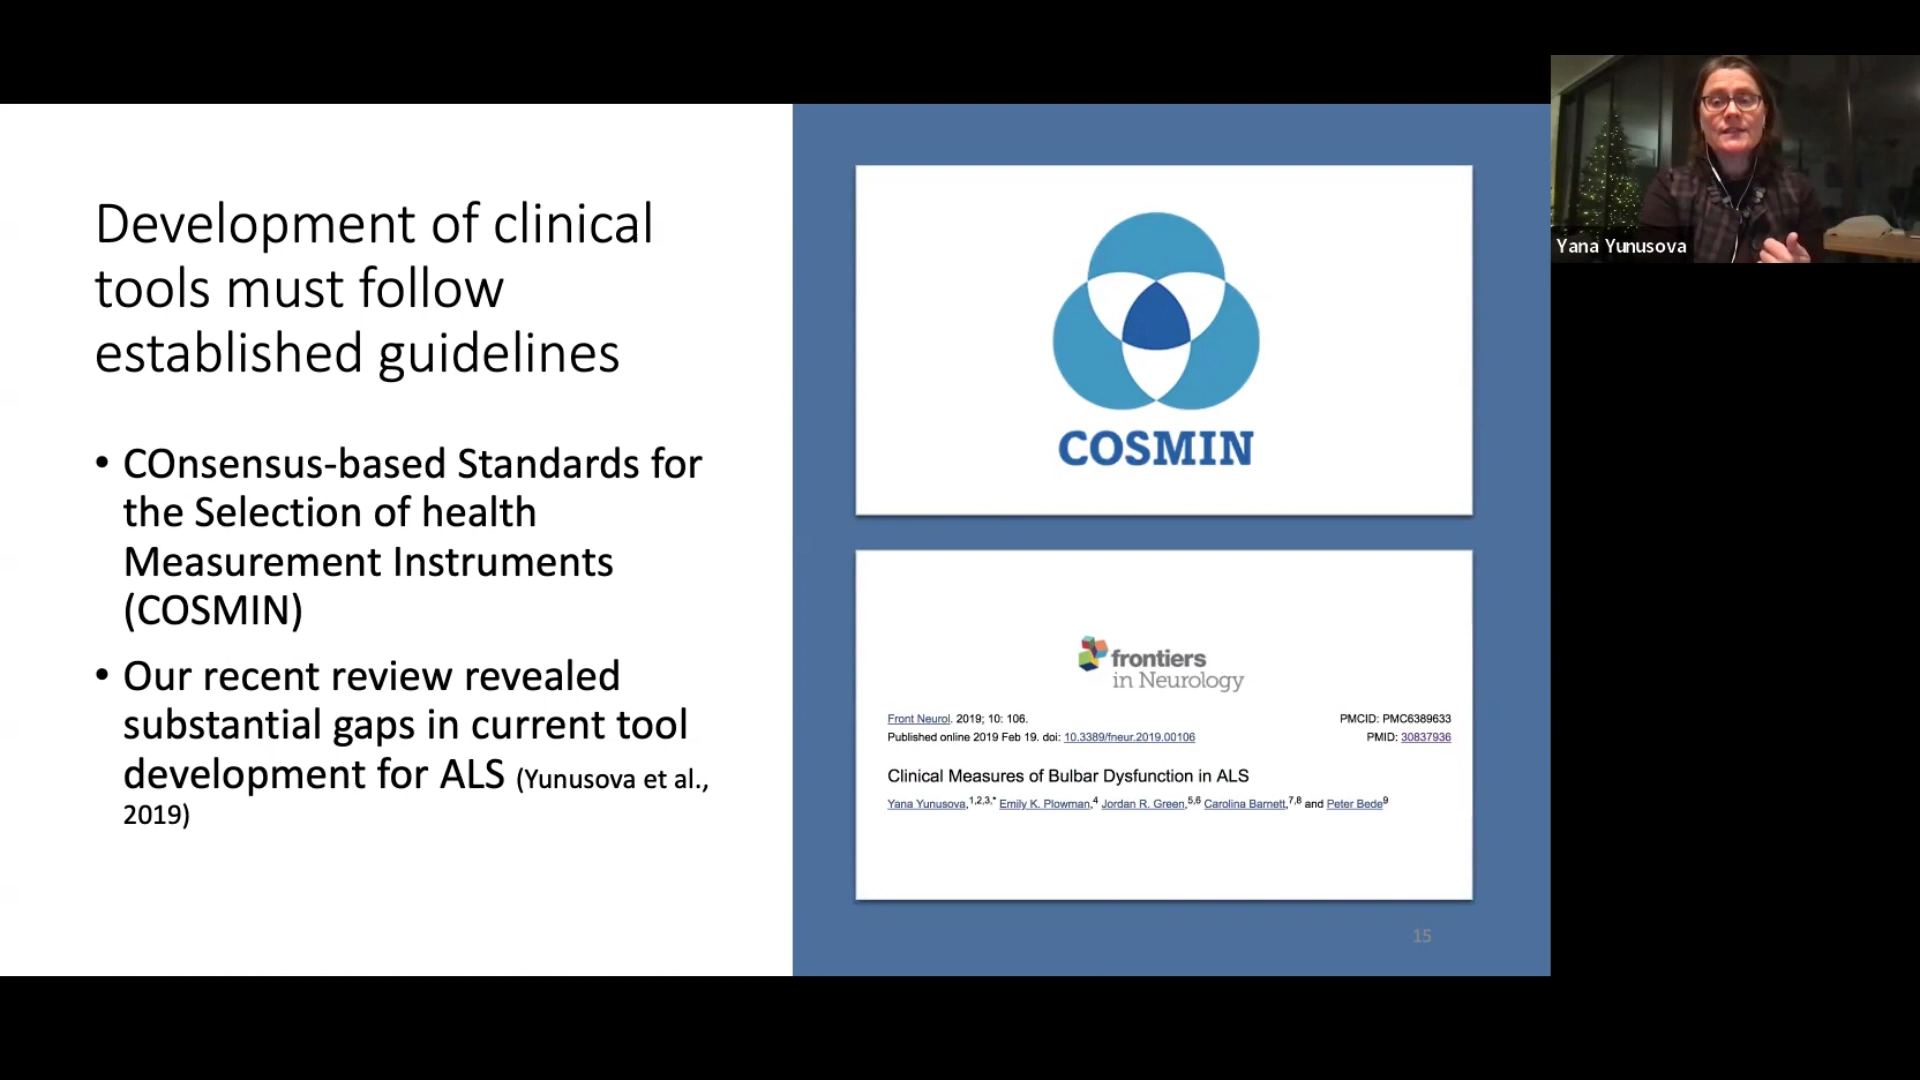 Development of clinical
tools must follow
established guidelines
• COnsensus-based Standards for
the Selection of health
Measurement Instruments
(COSMIN)
• Our recent review revealed
substantial gaps in current tool
development for ALS (Yunusova et al.,
2019)
COSMIN
frontiers
in Neurology
Front Neurol. 2019; 10: 106.
PMCID: PMC6389633
Published online 2019 Feb 19. doi: 10.3389/fneur.2019.00106
PMID: 30837936
Clinical Measures of Bulbar Dysfunction in ALS
Yana Yunusova,1,2,3,* Emily K. Plowman,4 Jordan R. Green,5,6 Carolina Barnett,7,8 and Peter Bede9
15
Yana Yunusova